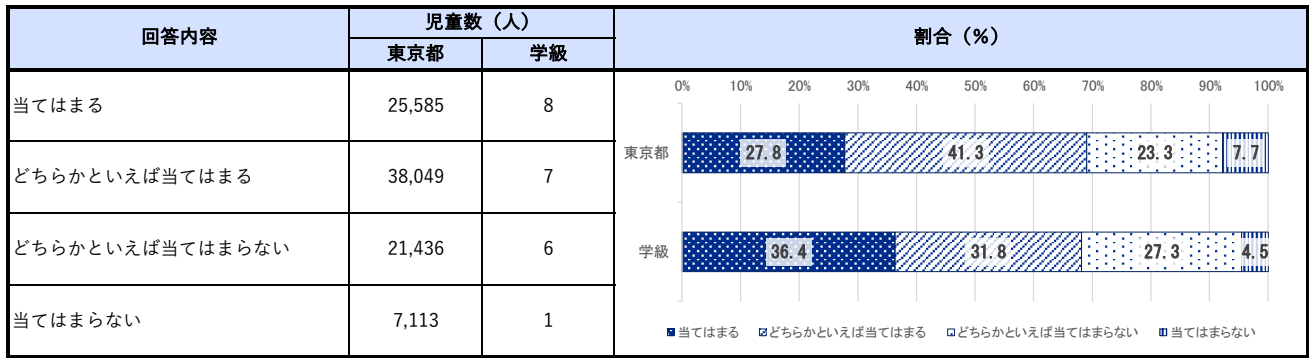 回答内容 児童数（人） 割合（％）
東京都 学級
当てはまる 25,585 8
どちらかといえば当てはまる 38,049 7
どちらかといえば当てはまらない 21,436 6
当てはまらない 7,113 1
0% 10% 20% 30% 40% 50% 60% 70% 80% 90% 100%
東京都 27.8 41.3 23.3 7.7
学級 36.4 31.8 27.3 4.5
当てはまる どちらかといえば当てはまる どちらかといえば当てはまらない 当てはまらない